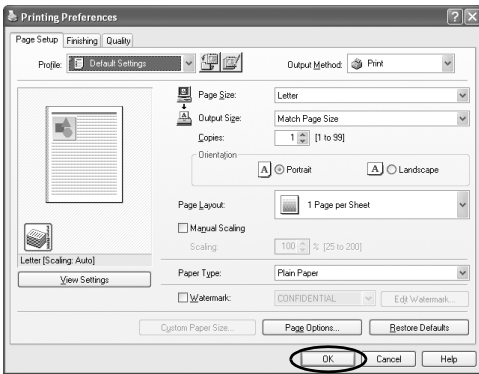 Printing Preferences
Page Setup Finishing Quality
Profile: Default Settings Output Method: Print
Page Size: Letter
Output Size: Match Page Size
Copies: 1 [1 to 99]
Orientation
A Portrait A Landscape
Page Layout: 1 Page per Sheet
Manual Scaling
Scaling: 100 % [25 to 200]
Letter [Scaling: Auto]
View Settings
Paper Type: Plain Paper
Watermark: CONFIDENTIAL Edit Watermark...
Custom Paper Size... Page Options... Restore Defaults
OK Cancel Help